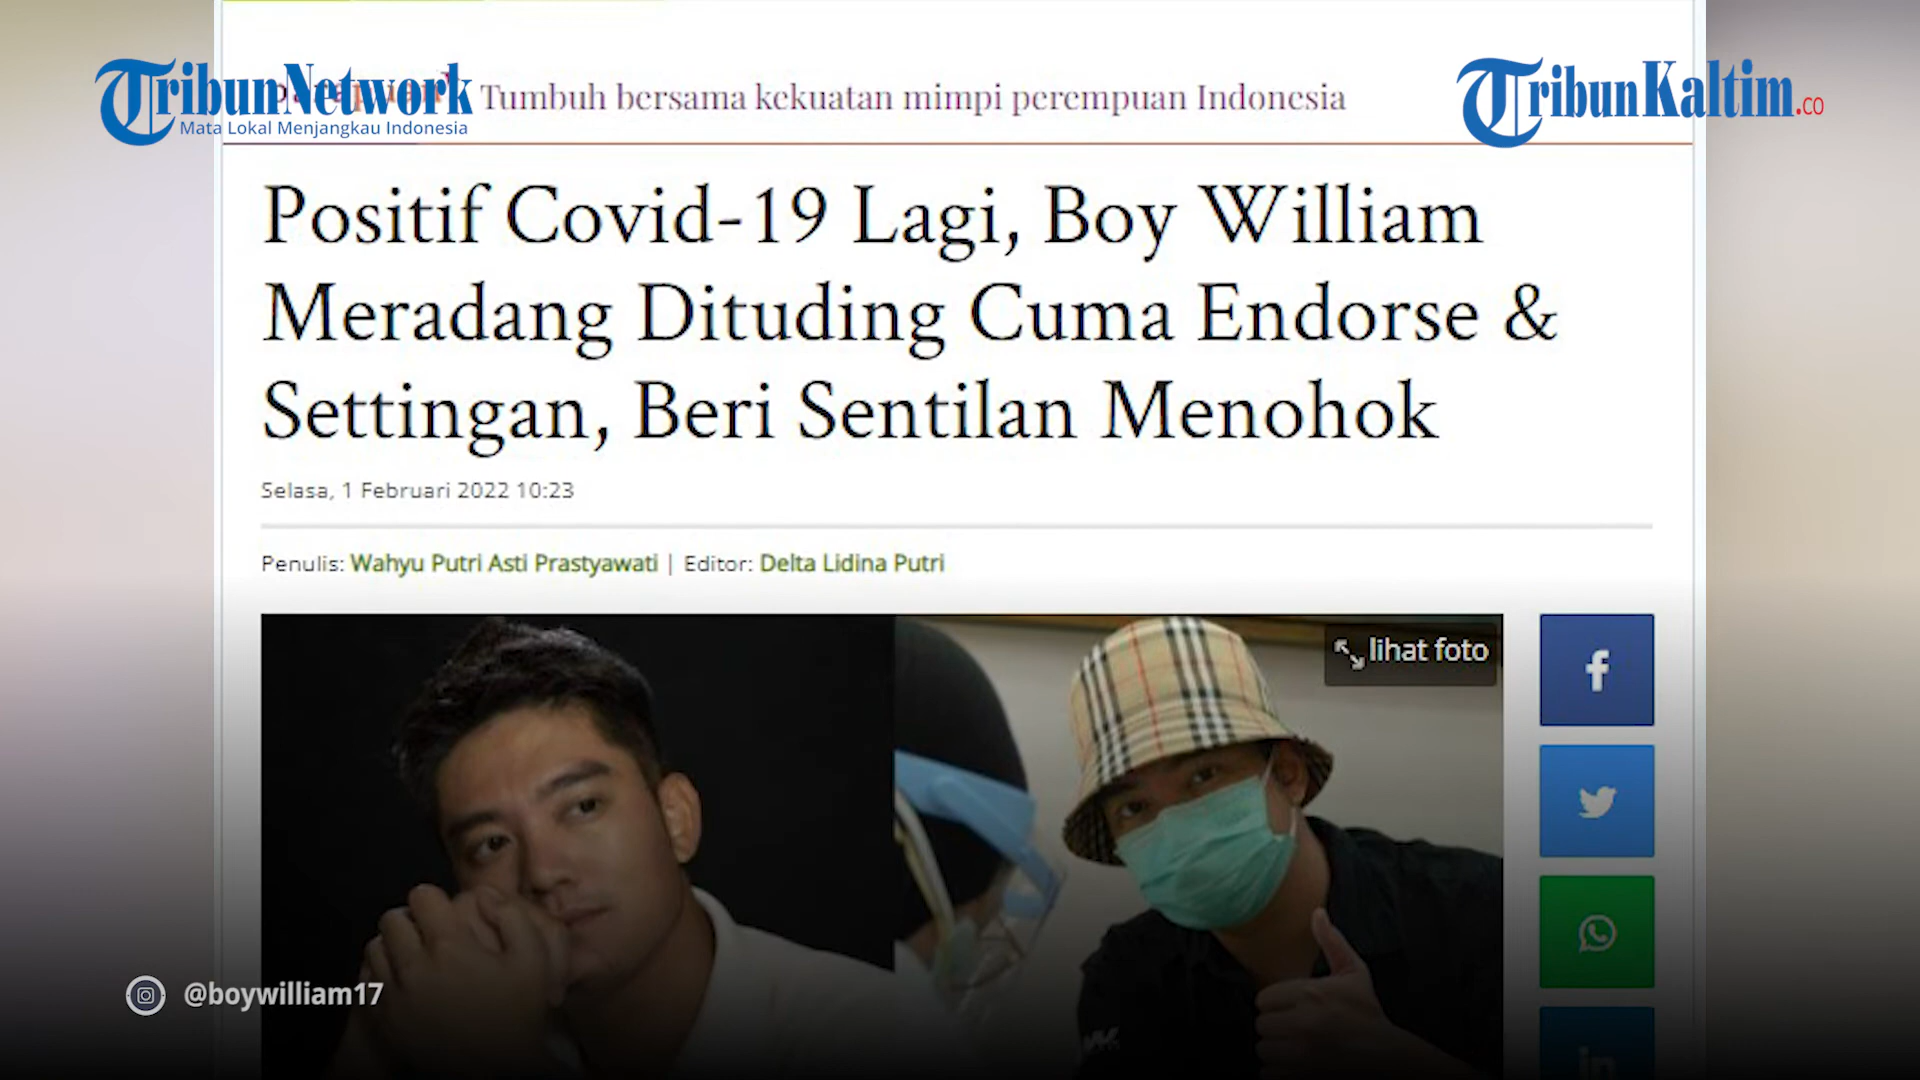 TribunNetwork
Mata Lokal Menjangkau Indonesia
Tumbuh bersama kekuatan mimpi perempuan Indonesia
TribunKaltim.co
Positif Covid-19 Lagi, Boy William
Meradang Dituding Cuma Endorse &
Settingan, Beri Sentilan Menohok
Selasa, 1 Februari 2022 10:23
Penulis: Wahyu Putri Asti Prastyawati | Editor: Delta Lidina Putri
lihat foto
@boywilliam17